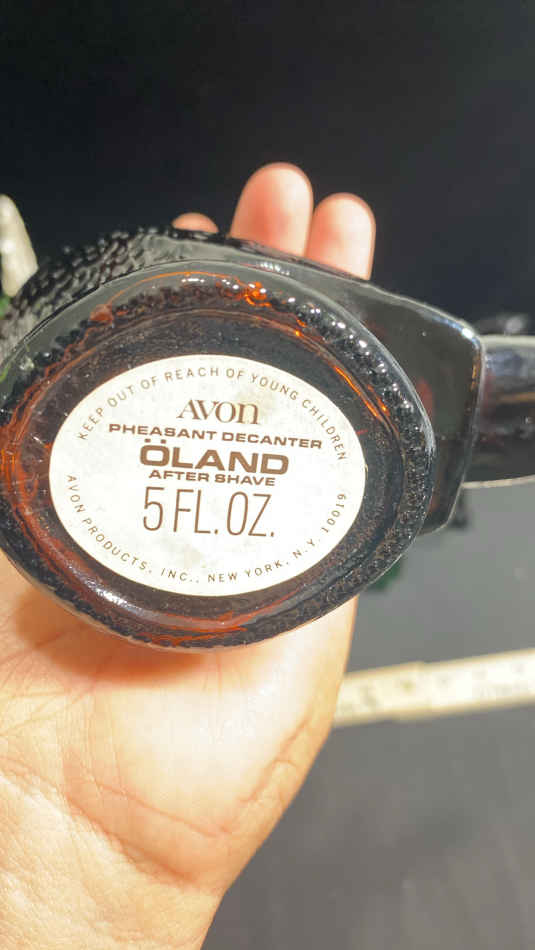 KEEP OUT OF REACH OF YOUNG CHILDREN
AVON
PHEASANT DECANTER
ÖLAND
AFTER SHAVE
5 FL. OZ.
AVON PRODUCTS, INC., NEW YORK, N.Y. 10019